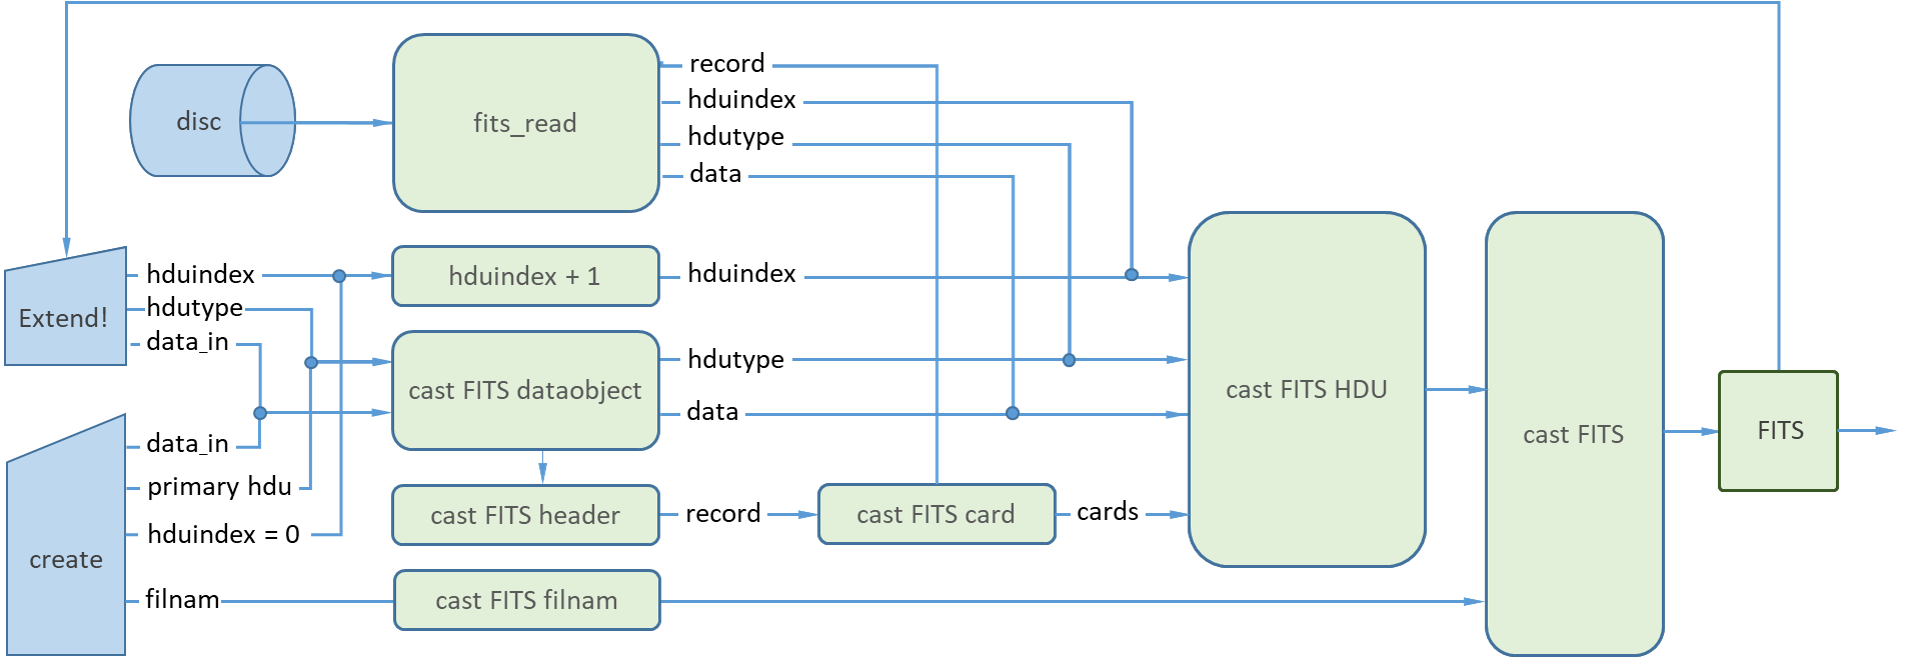 disc
fits_read
record
hduindex
hdutype
data
Extend!
hduindex
hdutype
data_in
hduindex + 1
hduindex
cast FITS dataobject
hdutype
data
create
data_in
primary hdu
hduindex = 0
filnam
cast FITS header
record
cast FITS card
cards
cast FITS filnam
cast FITS HDU
cast FITS
FITS